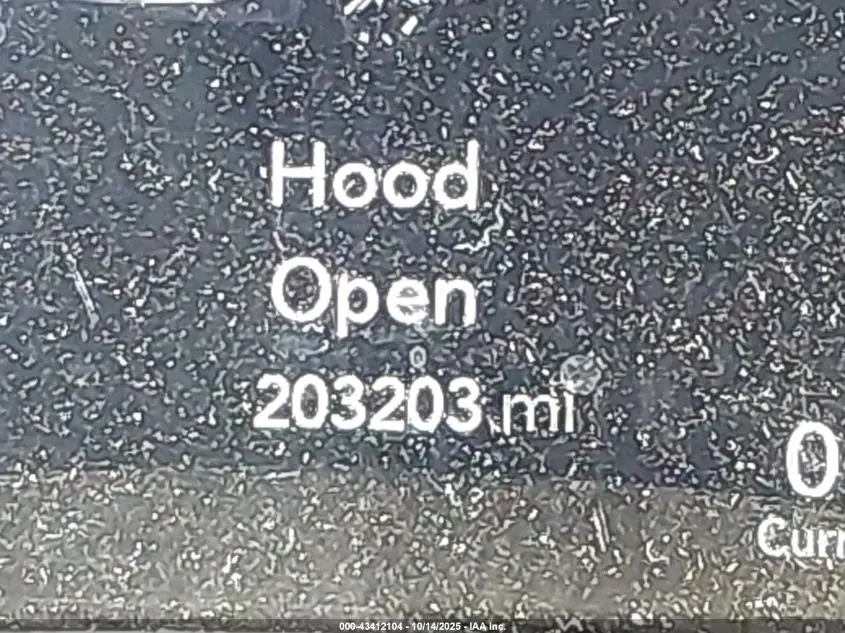 Hood
Open
203203 mi
0
Curr
000-43412104 - 10/14/2025 - IAA Inc.